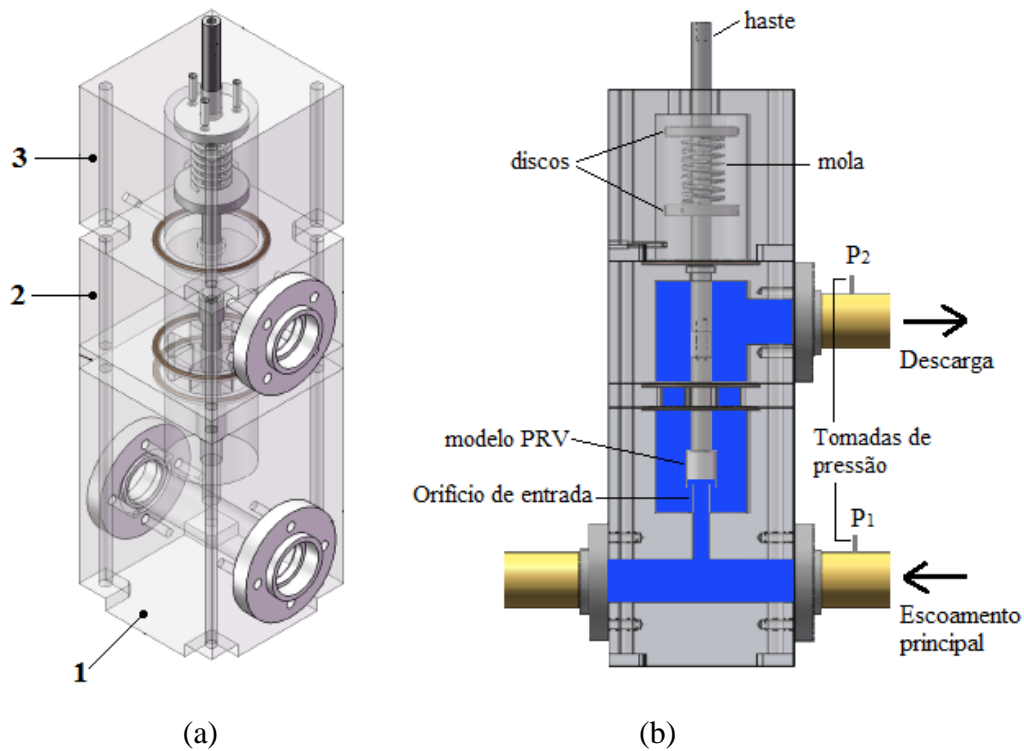 3
2
1
haste
discos
mola
P2
Descarga
modelo PRV
Tomadas de
pressão
Orifício de entrada
P1
Escoamento
principal
(a)
(b)